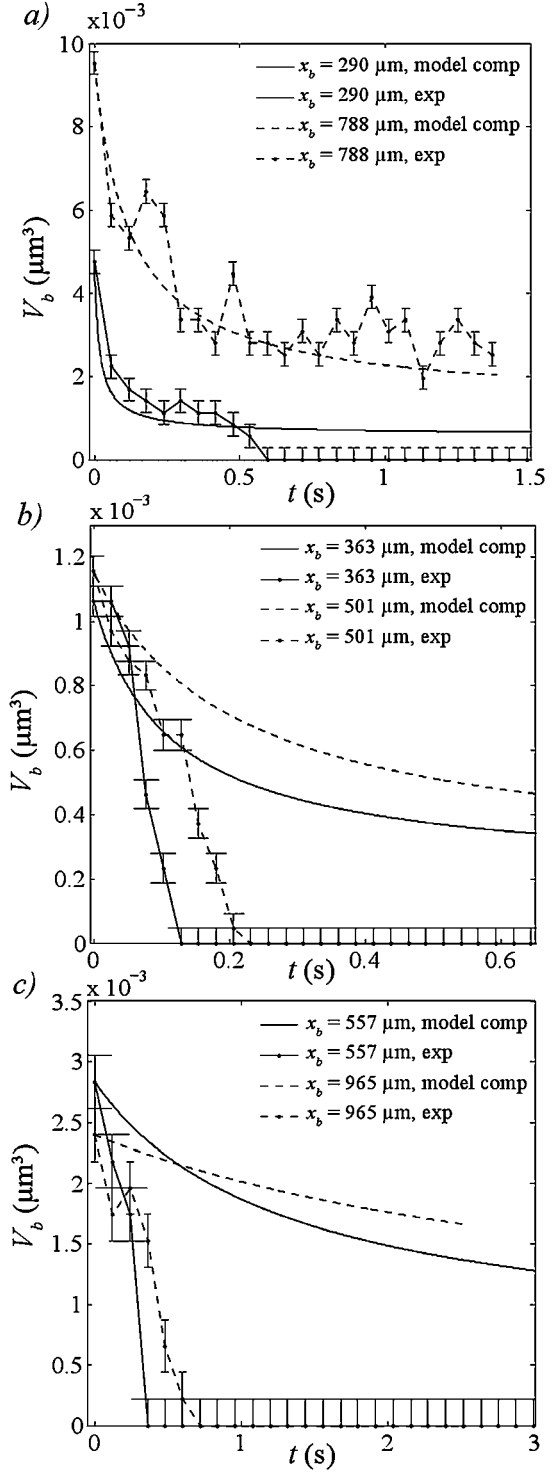 a)
x10⁻³
10
8
6
4
2
0
V_b (µm³)
x_b = 290 µm, model comp
x_b = 290 µm, exp
x_b = 788 µm, model comp
x_b = 788 µm, exp
0 0.5 1 1.5
t (s)
b)
x 10⁻³
1.2
1
0.8
0.6
0.4
0.2
0
V_b (µm³)
x_b = 363 µm, model comp
x_b = 363 µm, exp
x_b = 501 µm, model comp
x_b = 501 µm, exp
0 0.2 0.4 0.6
t (s)
c)
x 10⁻³
3.5
3
2.5
2
1.5
1
0.5
0
V_b (µm³)
x_b = 557 µm, model comp
x_b = 557 µm, exp
x_b = 965 µm, model comp
x_b = 965 µm, exp
0 1 2 3
t (s)